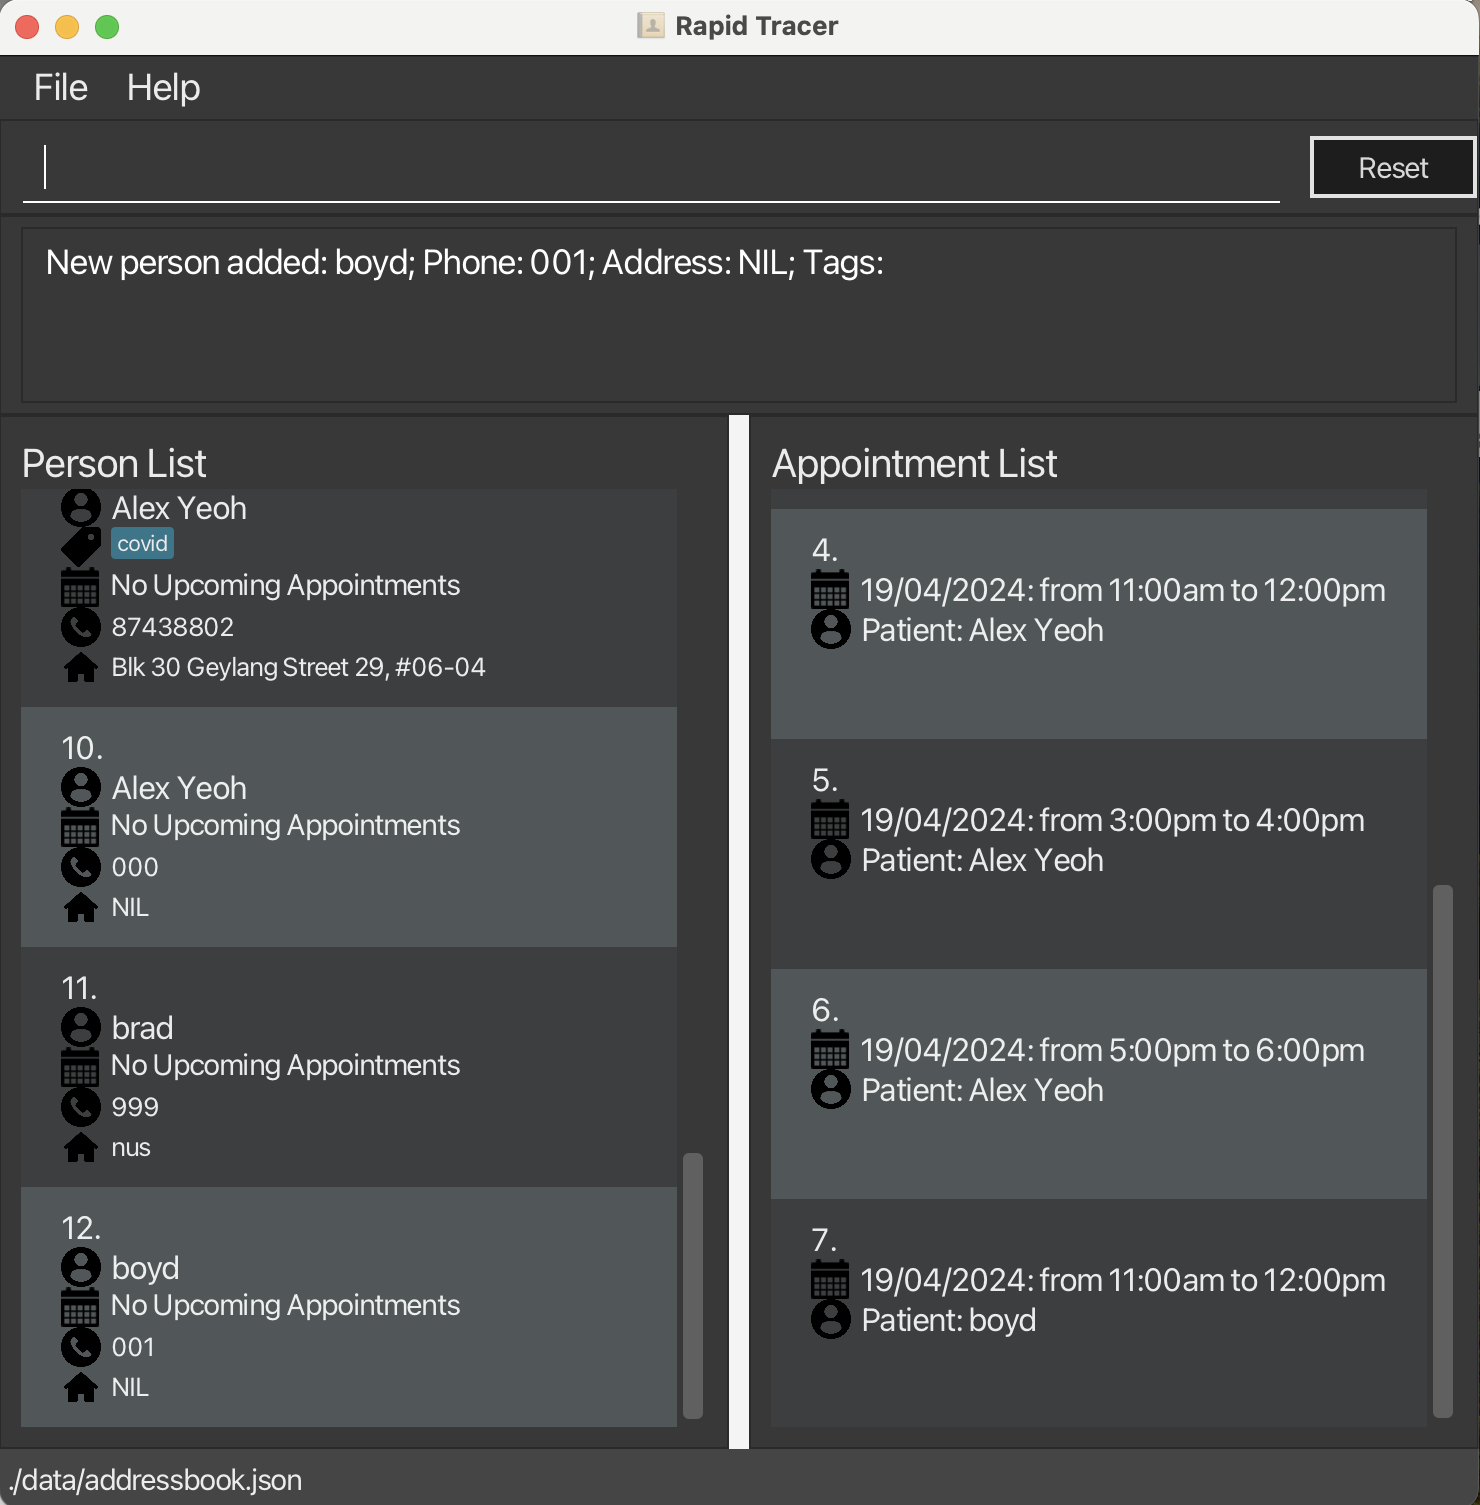 Rapid Tracer
File Help
Reset
New person added: boyd; Phone: 001; Address: NIL; Tags:
Person List
Alex Yeoh
covid
No Upcoming Appointments
87438802
Blk 30 Geylang Street 29, #06-04
10.
Alex Yeoh
No Upcoming Appointments
000
NIL
11.
brad
No Upcoming Appointments
999
nus
12.
boyd
No Upcoming Appointments
001
NIL
Appointment List
4.
19/04/2024: from 11:00am to 12:00pm
Patient: Alex Yeoh
5.
19/04/2024: from 3:00pm to 4:00pm
Patient: Alex Yeoh
6.
19/04/2024: from 5:00pm to 6:00pm
Patient: Alex Yeoh
7.
19/04/2024: from 11:00am to 12:00pm
Patient: boyd
./data/addressbook.json